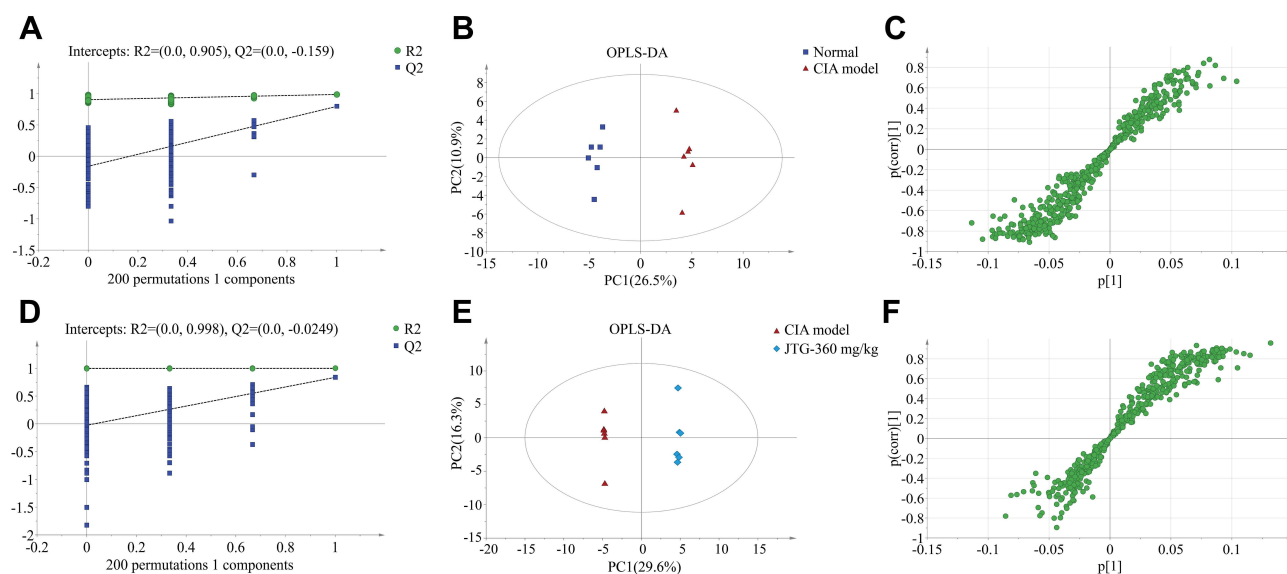 A
Intercepts: R2=(0.0, 0.905), Q2=(0.0, -0.159)
R2
Q2
1.5
1
0.5
0
-0.5
-1
-1.5
-0.2 0 0.2 0.4 0.6 0.8 1
200 permutations 1 components
B
OPLS-DA
Normal
CIA model
PC2(10.9%)
8
6
4
2
0
-2
-4
-6
-8
-10
-15 -10 -5 0 5 10
PC1(26.5%)
C
p(corr)[1]
0.8
0.6
0.4
0.2
0
-0.2
-0.4
-0.6
-0.8
-1
-0.15 -0.1 -0.05 0 0.05 0.1
p[1]
D
Intercepts: R2=(0.0, 0.998), Q2=(0.0, -0.0249)
R2
Q2
1.5
1
0.5
0
-0.5
-1
-1.5
-2
-0.2 0 0.2 0.4 0.6 0.8 1
200 permutations 1 components
E
OPLS-DA
CIA model
JTG-360 mg/kg
PC2(16.3%)
10
5
0
-5
-10
-15
-20 -15 -10 -5 0 5 10 15
PC1(29.6%)
F
p(corr)[1]
0.8
0.6
0.4
0.2
0
-0.2
-0.4
-0.6
-0.8
-1
-0.15 -0.1 -0.05 0 0.05 0.1
p[1]